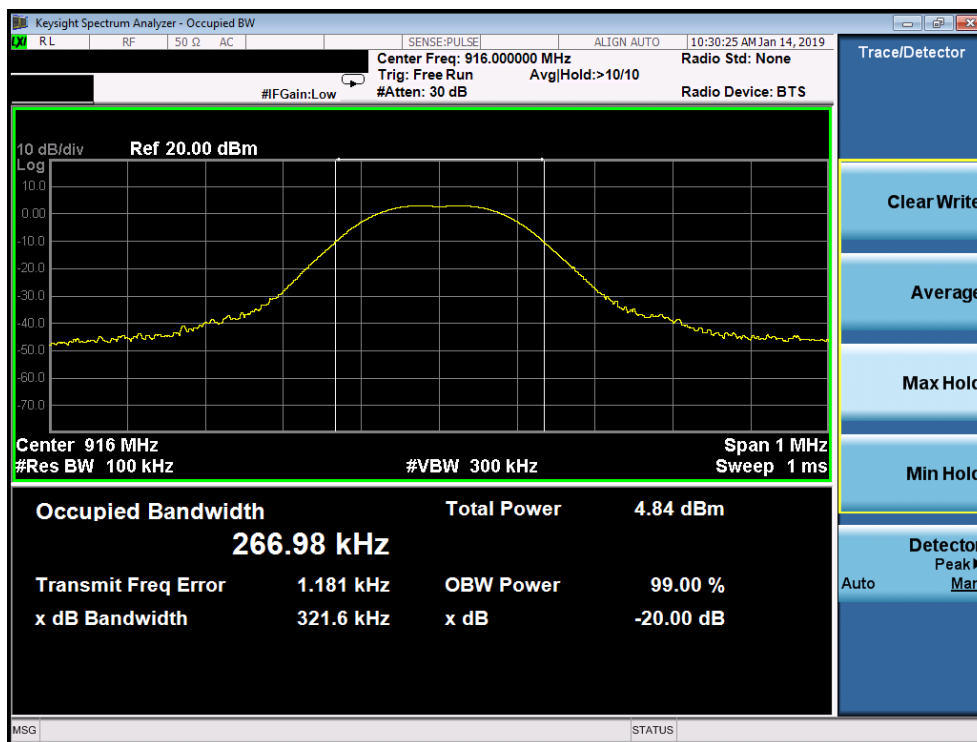 Keysight Spectrum Analyzer - Occupied BW
LXI RL RF 50 Ω AC SENSE:PULSE ALIGN AUTO 10:30:25 AM Jan 14, 2019
Center Freq: 916.000000 MHz Radio Std: None
Trig: Free Run Avg|Hold:>10/10
#IFGain:Low #Atten: 30 dB Radio Device: BTS
Trace/Detector
10 dB/div Ref 20.00 dBm
Log
10.0
0.00
-10.0
-20.0
-30.0
-40.0
-50.0
-60.0
-70.0
Center 916 MHz Span 1 MHz
#Res BW 100 kHz #VBW 300 kHz Sweep 1 ms
Clear Write
Average
Max Hold
Min Hold
Detector
Peak▶
Auto Man
Occupied Bandwidth Total Power 4.84 dBm
266.98 kHz
Transmit Freq Error 1.181 kHz OBW Power 99.00 %
x dB Bandwidth 321.6 kHz x dB -20.00 dB
MSG STATUS